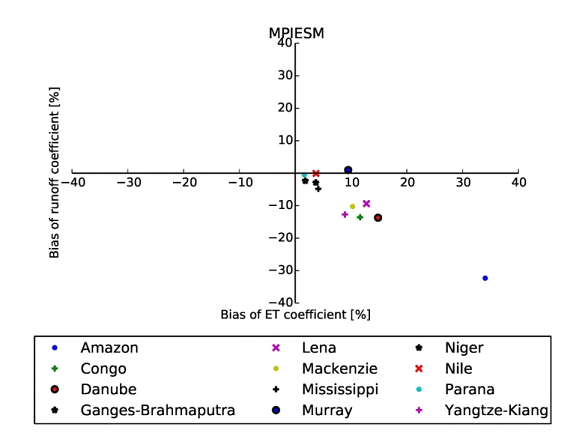 MPIESM
40
30
20
10
−40 −30 −20 −10 10 20 30 40
−10
−20
−30
−40
Bias of runoff coefficient [%]
Bias of ET coefficient [%]
Amazon Lena Niger
Congo Mackenzie Nile
Danube Mississippi Parana
Ganges-Brahmaputra Murray Yangtze-Kiang